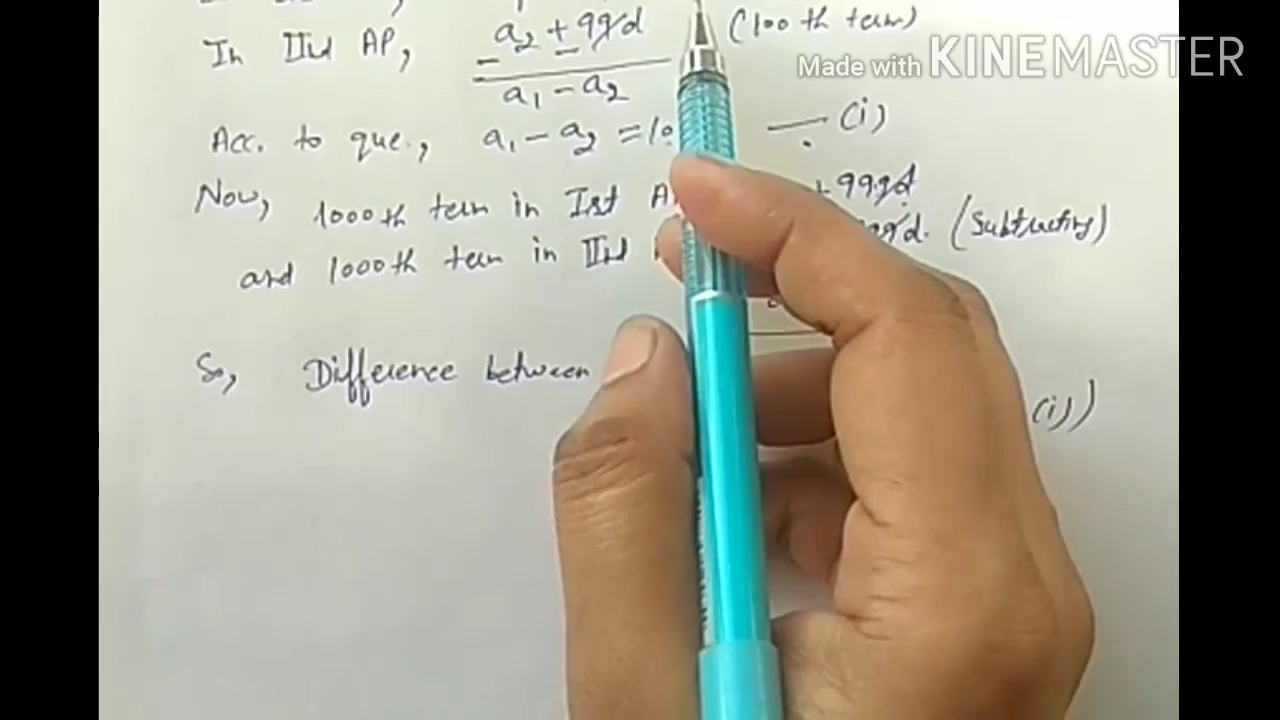 In IInd AP, a2 + 99d (100th term)
Made with KINEMASTER
a1 - a2
Acc. to que., a1 - a2 = 10 — (i)
Now, 1000th term in Ist A + 999d
and 1000th term in IInd d. (Subtracting)
So, Difference between (i))